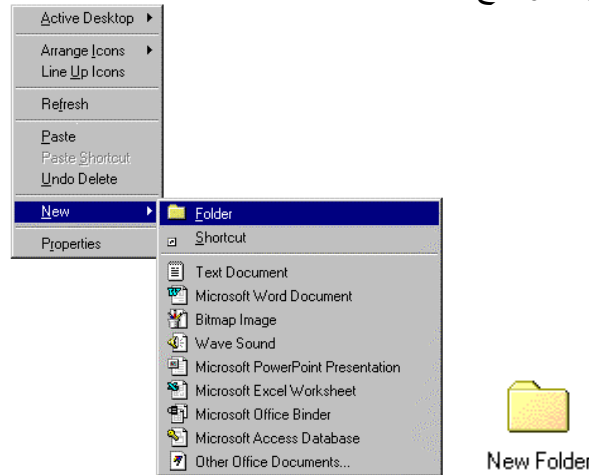 Active Desktop
Arrange Icons
Line Up Icons
Refresh
Paste
Paste Shortcut
Undo Delete
New
Properties
Folder
Shortcut
Text Document
Microsoft Word Document
Bitmap Image
Wave Sound
Microsoft PowerPoint Presentation
Microsoft Excel Worksheet
Microsoft Office Binder
Microsoft Access Database
Other Office Documents...
New Folder